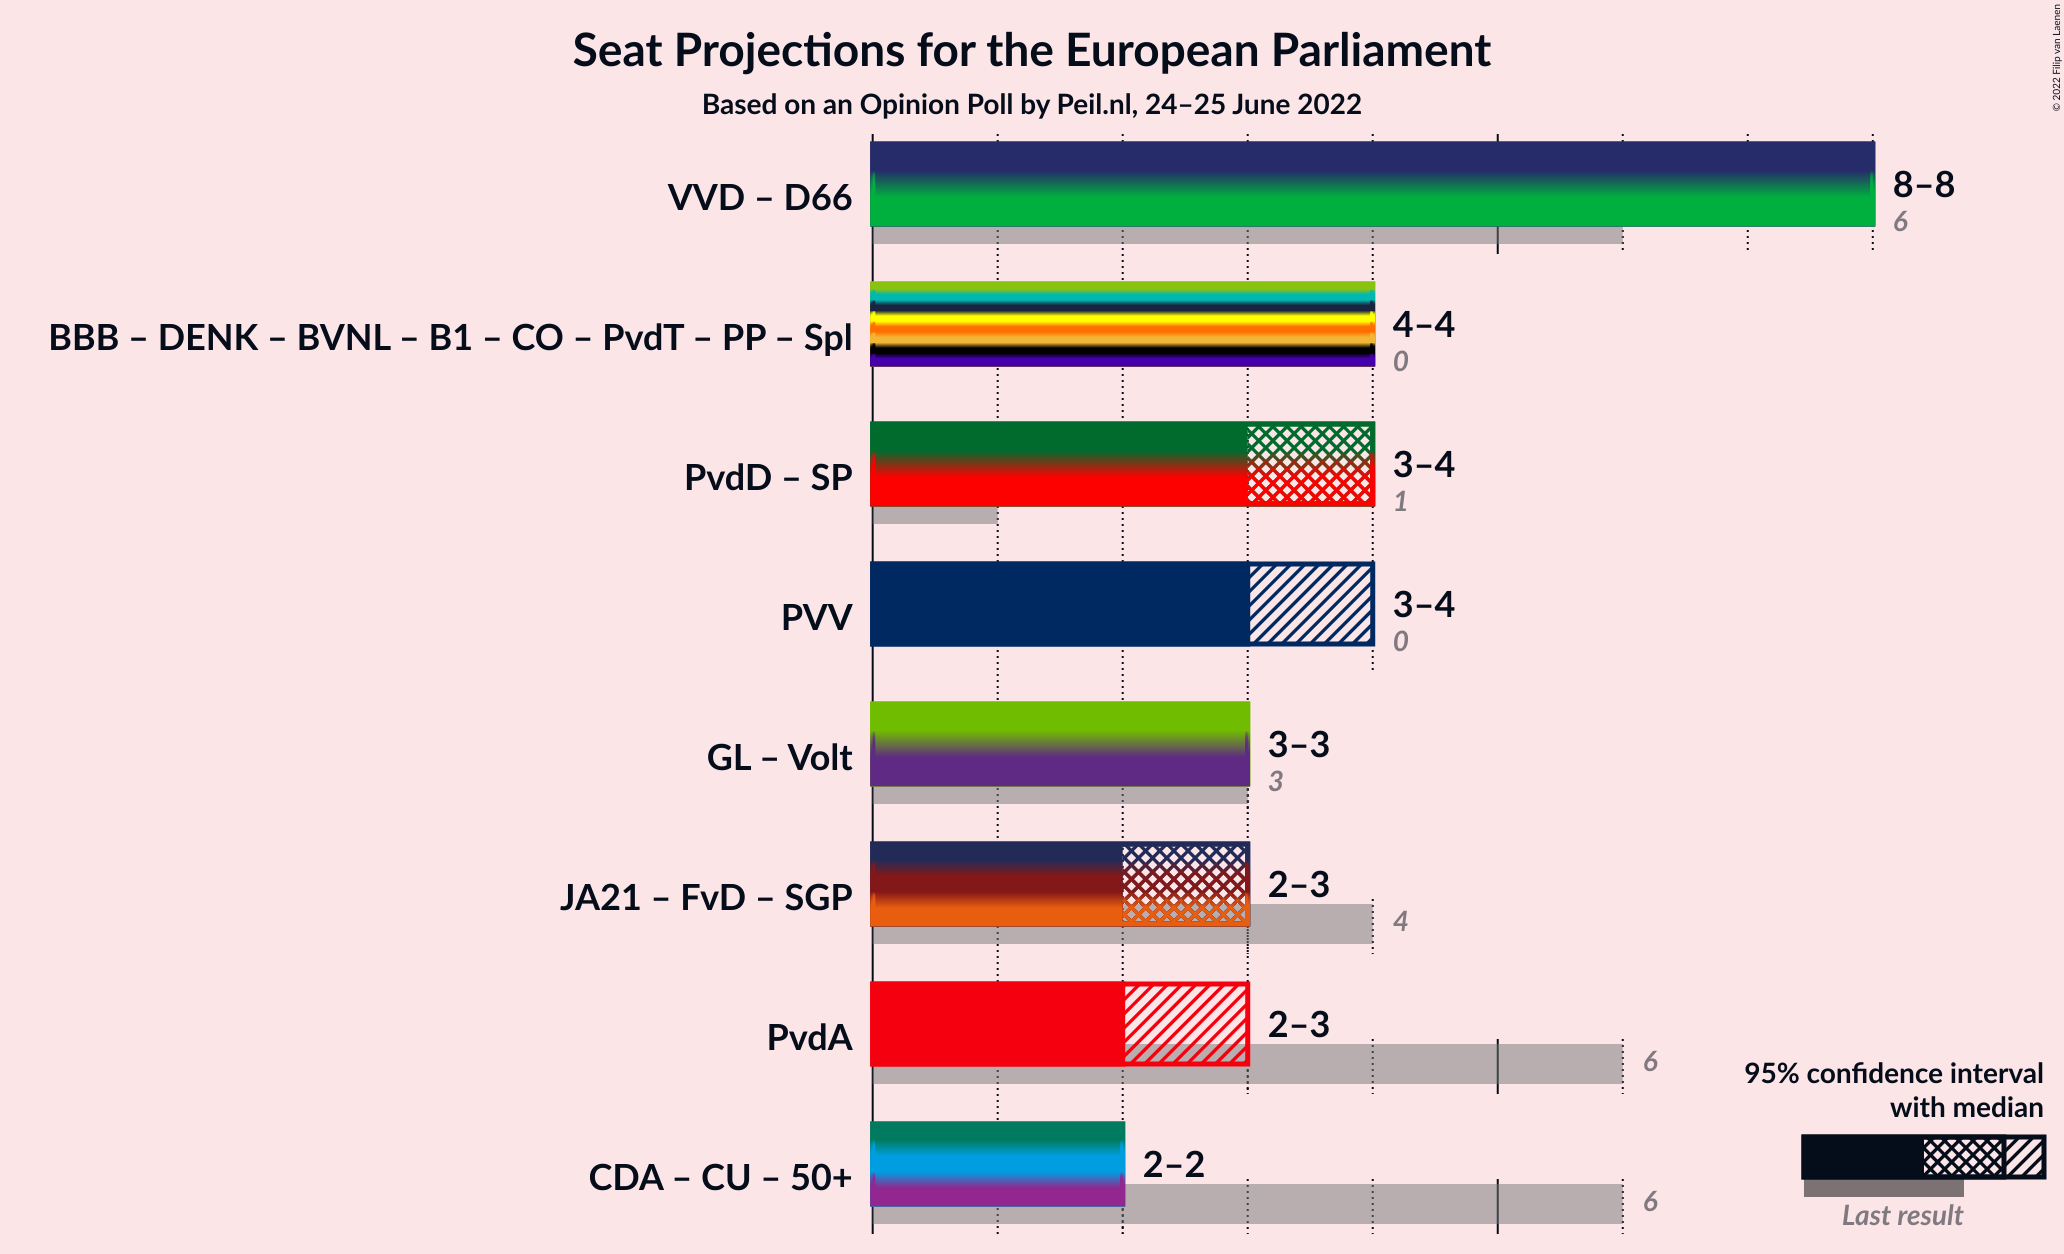 Seat Projections for the European Parliament
Based on an Opinion Poll by Peil.nl, 24–25 June 2022
© 2022 Filip van Laenen
VVD – D66
8–8
6
BBB – DENK – BVNL – B1 – CO – PvdT – PP – Spl
4–4
0
PvdD – SP
3–4
1
PVV
3–4
0
GL – Volt
3–3
3
JA21 – FvD – SGP
2–3
4
PvdA
2–3
6
CDA – CU – 50+
2–2
6
95% confidence interval
with median
Last result